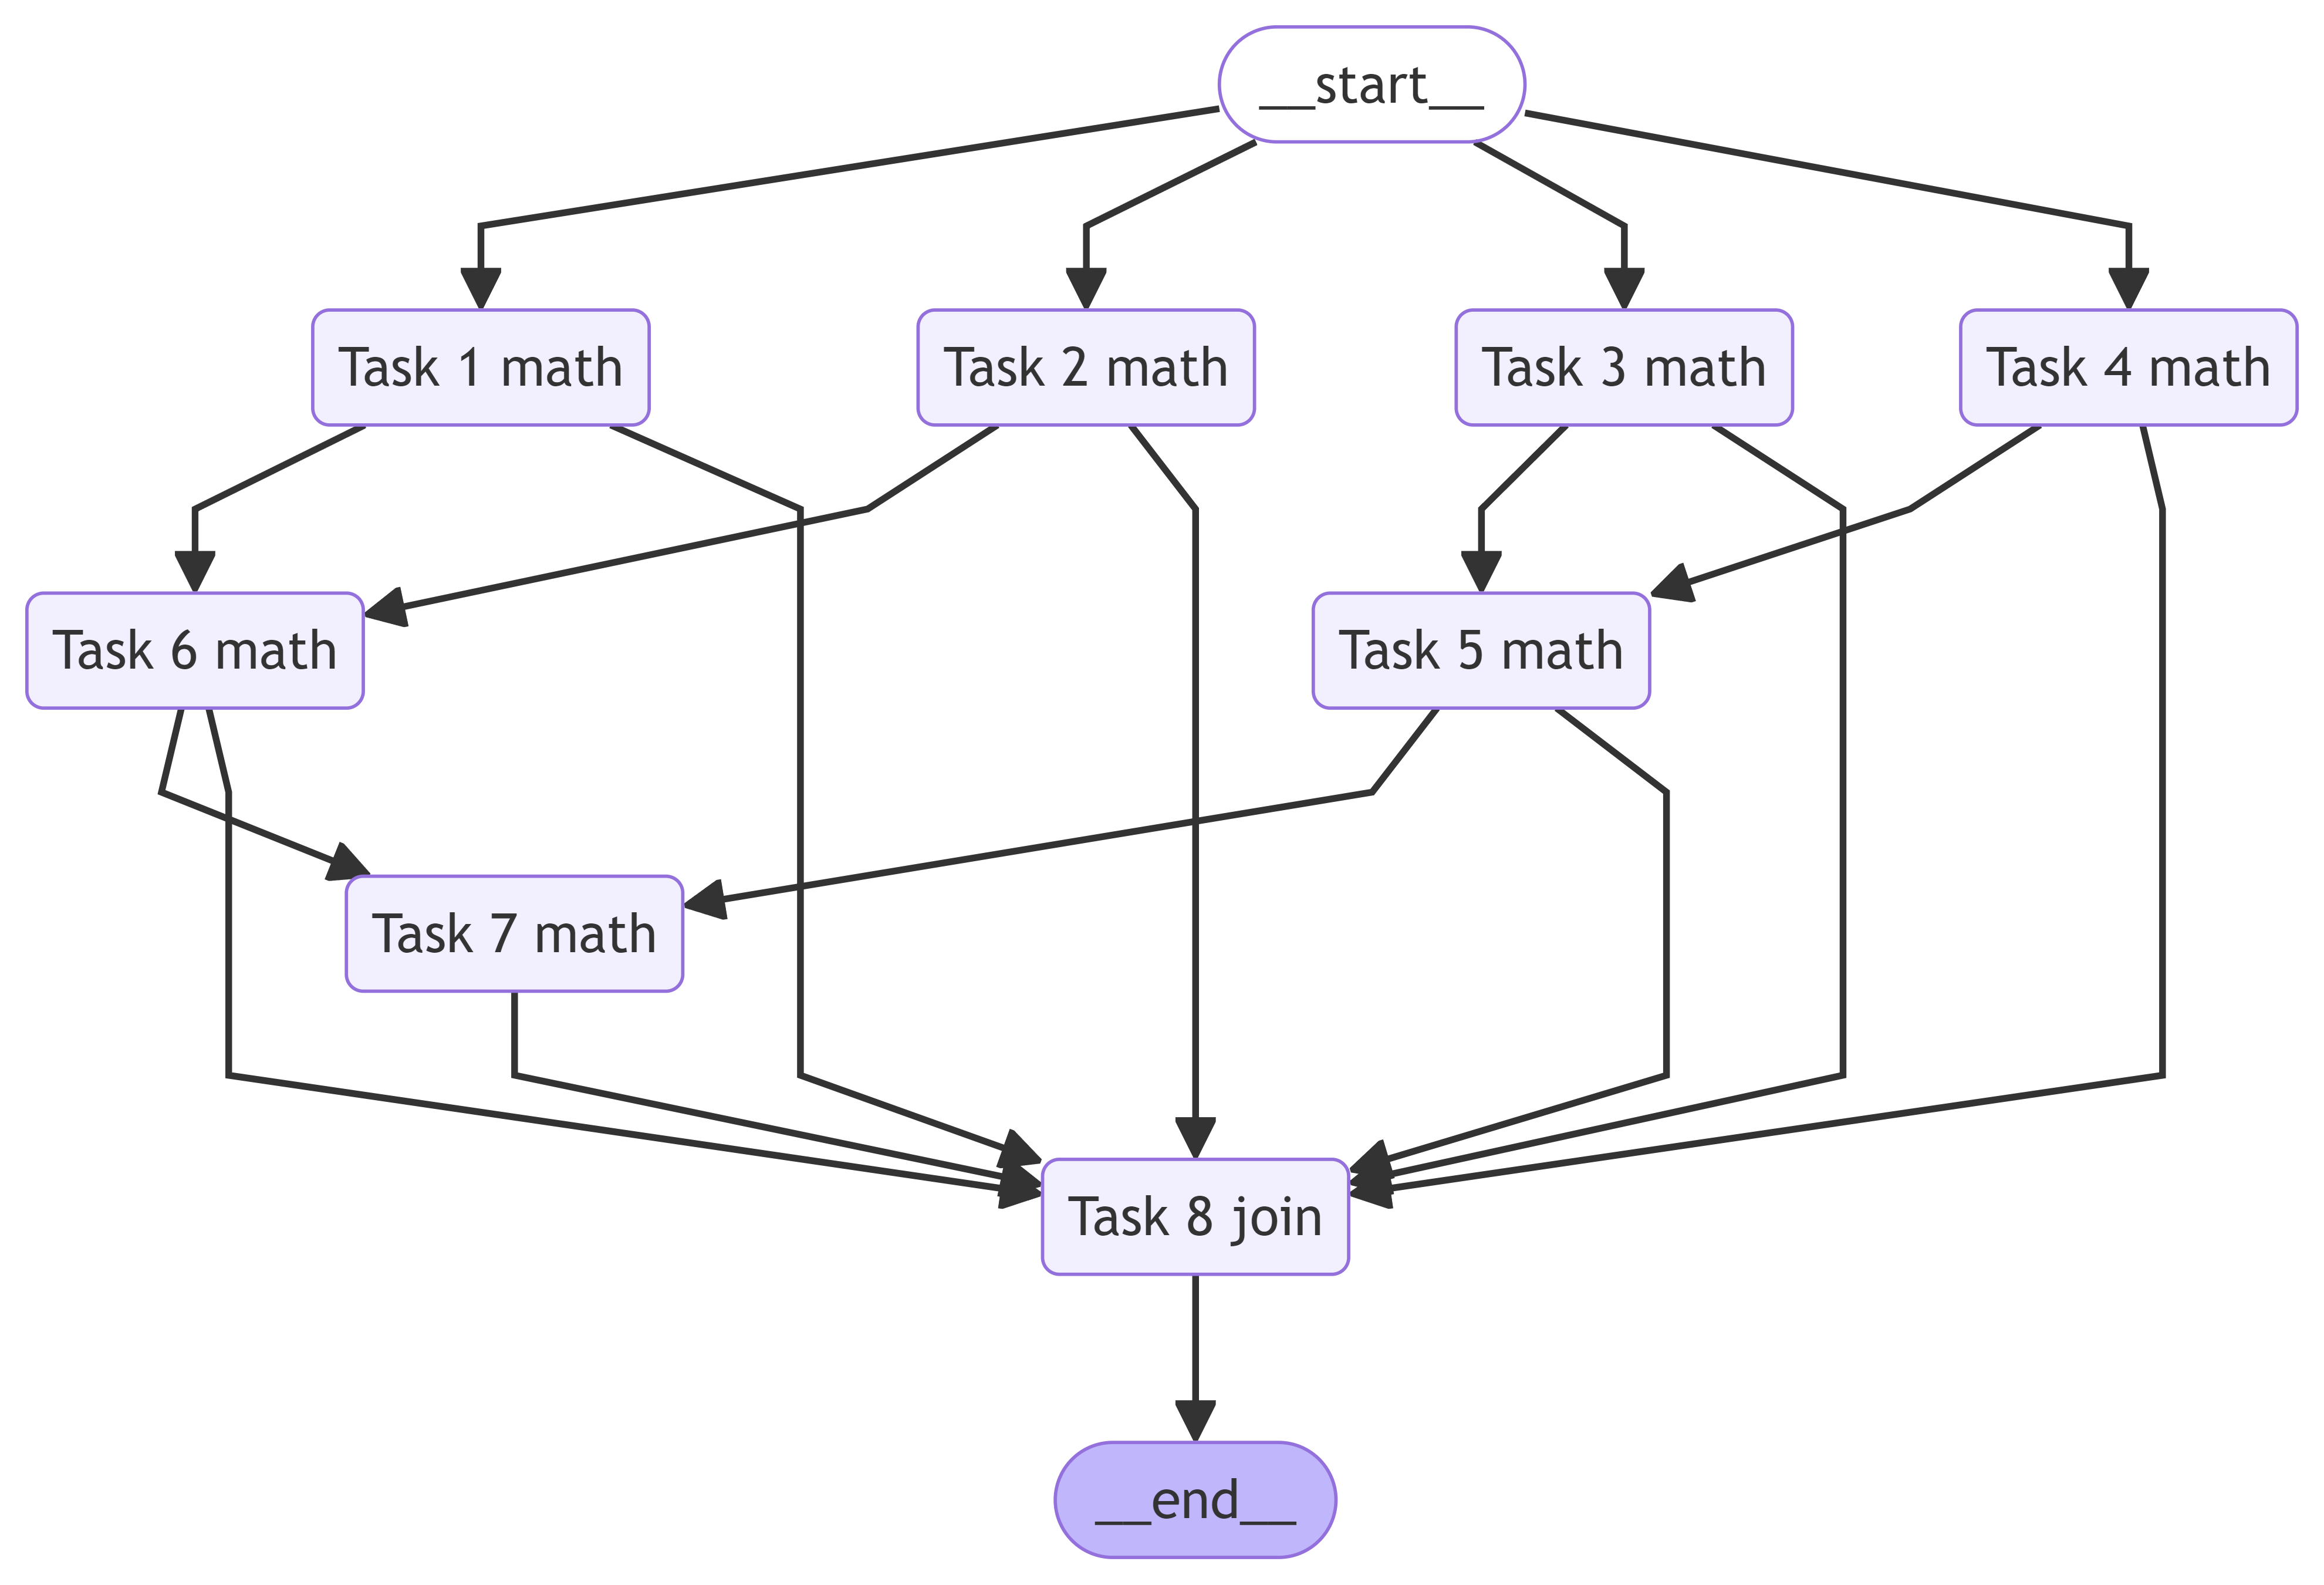 __start__
Task 1 math
Task 2 math
Task 3 math
Task 4 math
Task 6 math
Task 5 math
Task 7 math
Task 8 join
__end__